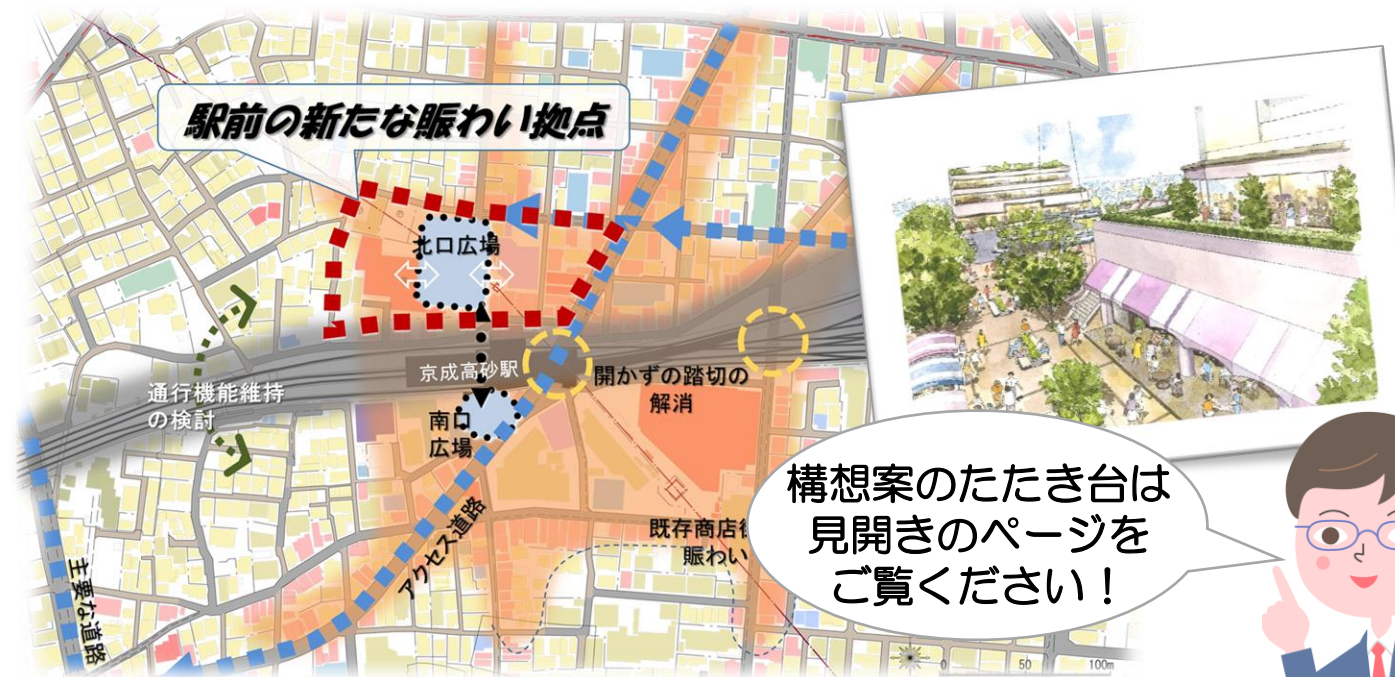 駅前の新たな賑わい拠点
北口広場
京成高砂駅
開かずの踏切の
解消
通行機能維持
の検討
南口
広場
アクセス道路
主要な道路
既存商店
賑わい
構想案のたたき台は
見開きのページを
ご覧ください！
0
50
100m